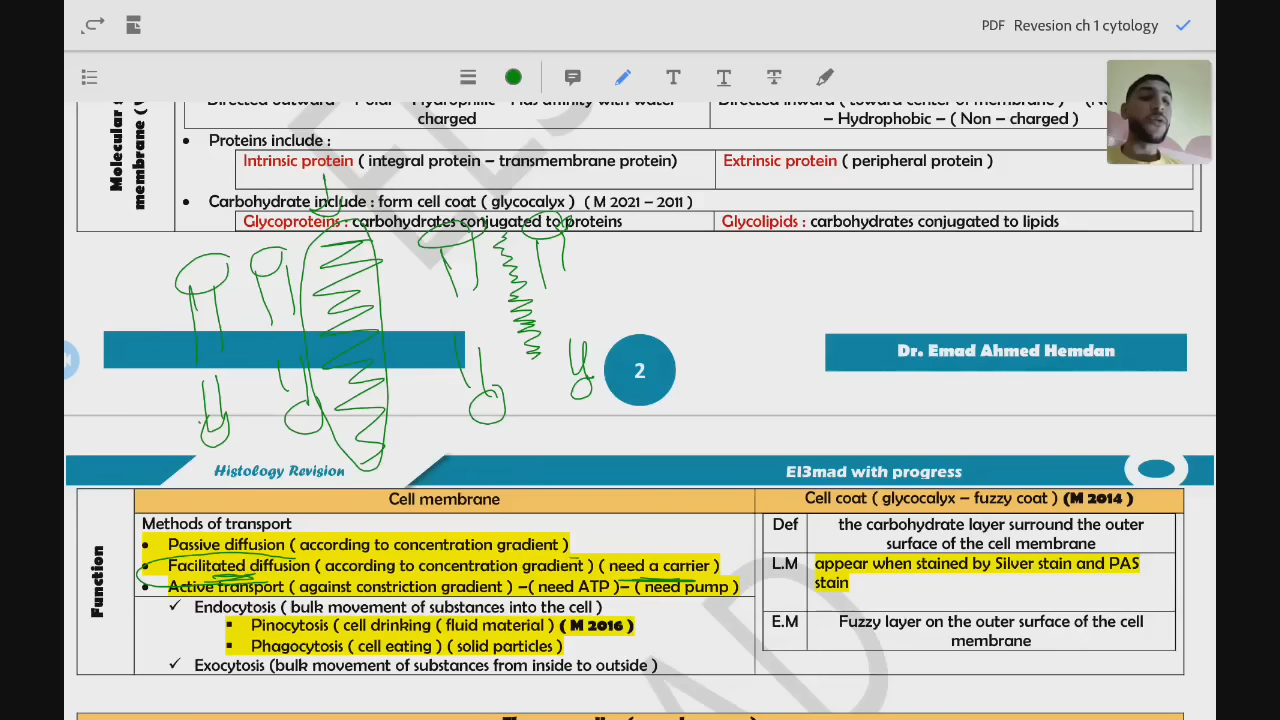 PDF Revesion ch 1 cytology
Directed outward – Polar – Hydrophilic – Has affinity with water
charged
Directed inward ( toward center of membrane )
– Hydrophobic – ( Non – charged )
Molecular
membrane
• Proteins include :
Intrinsic protein ( integral protein – transmembrane protein)
Extrinsic protein ( peripheral protein )
• Carbohydrate include : form cell coat ( glycocalyx ) ( M 2021 – 2011 )
Glycoproteins : carbohydrates conjugated to proteins
Glycolipids : carbohydrates conjugated to lipids
2
Dr. Emad Ahmed Hemdan
Histology Revision
El3mad with progress
Function
Cell membrane
Methods of transport
• Passive diffusion ( according to concentration gradient )
• Facilitated diffusion ( according to concentration gradient ) ( need a carrier )
• Active transport ( against constriction gradient ) –( need ATP )– ( need pump )
✓ Endocytosis ( bulk movement of substances into the cell )
▪ Pinocytosis ( cell drinking ( fluid material ) ( M 2016 )
▪ Phagocytosis ( cell eating ) ( solid particles )
✓ Exocytosis (bulk movement of substances from inside to outside )
Cell coat ( glycocalyx – fuzzy coat ) ( M 2014 )
Def the carbohydrate layer surround the outer
surface of the cell membrane
L.M appear when stained by Silver stain and PAS
stain
E.M Fuzzy layer on the outer surface of the cell
membrane